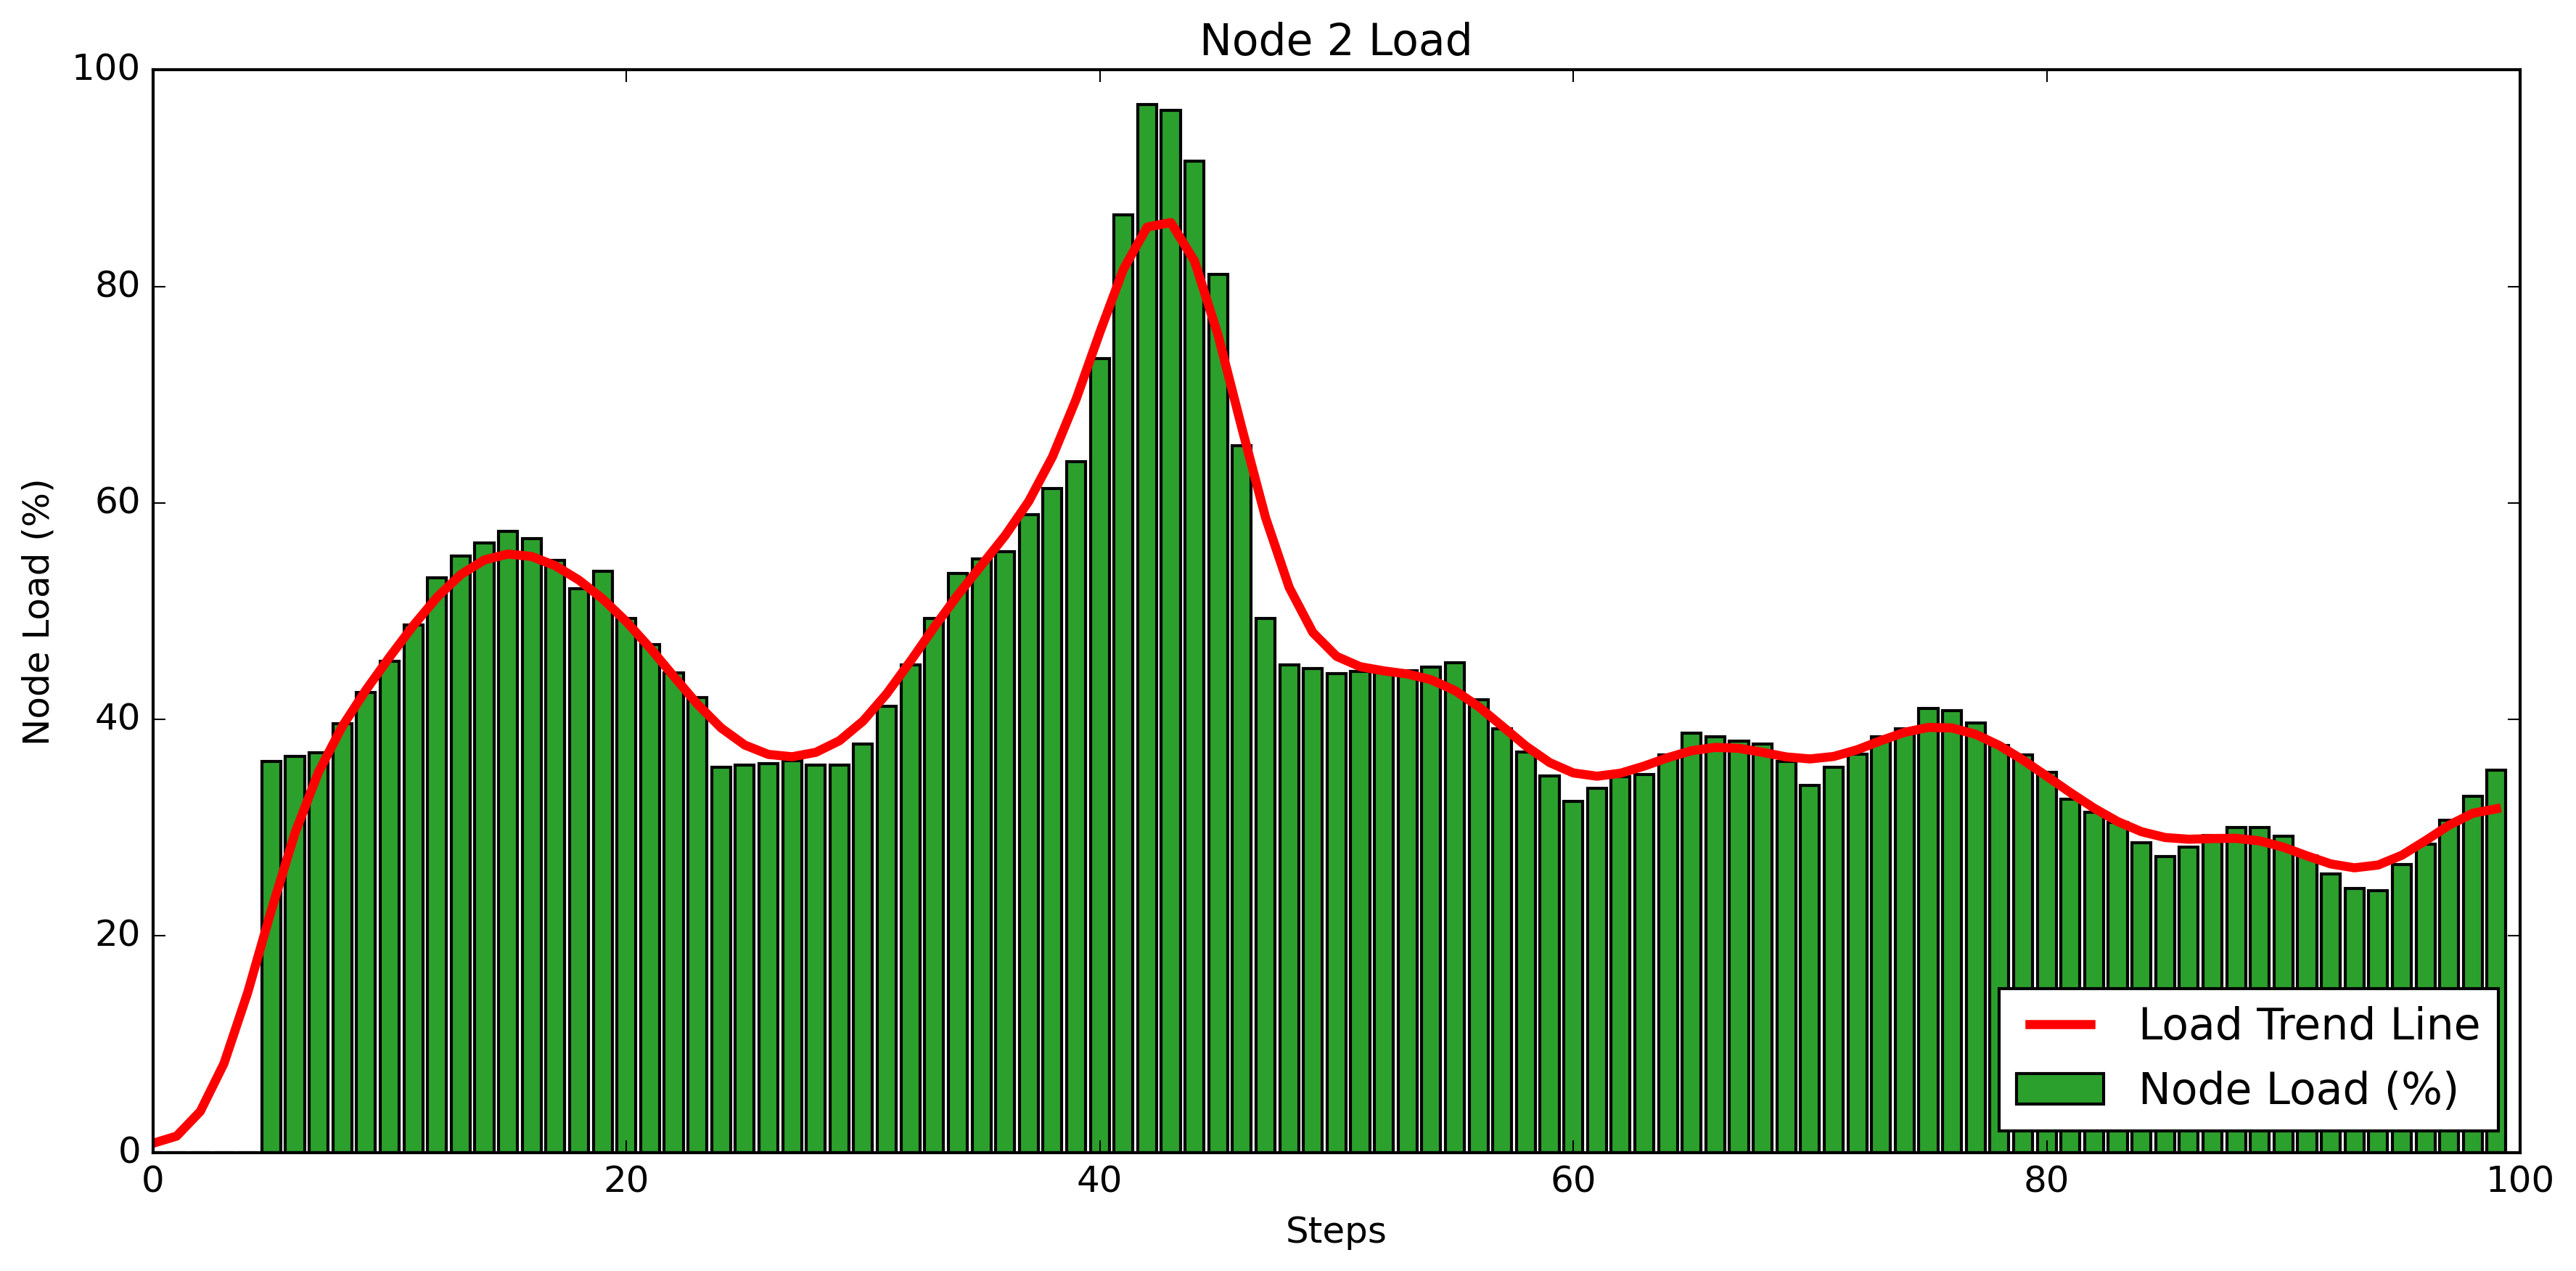 Node 2 Load
Node Load (%)
100
80
60
40
20
0
0 20 40 60 80 100
Steps
Load Trend Line
Node Load (%)